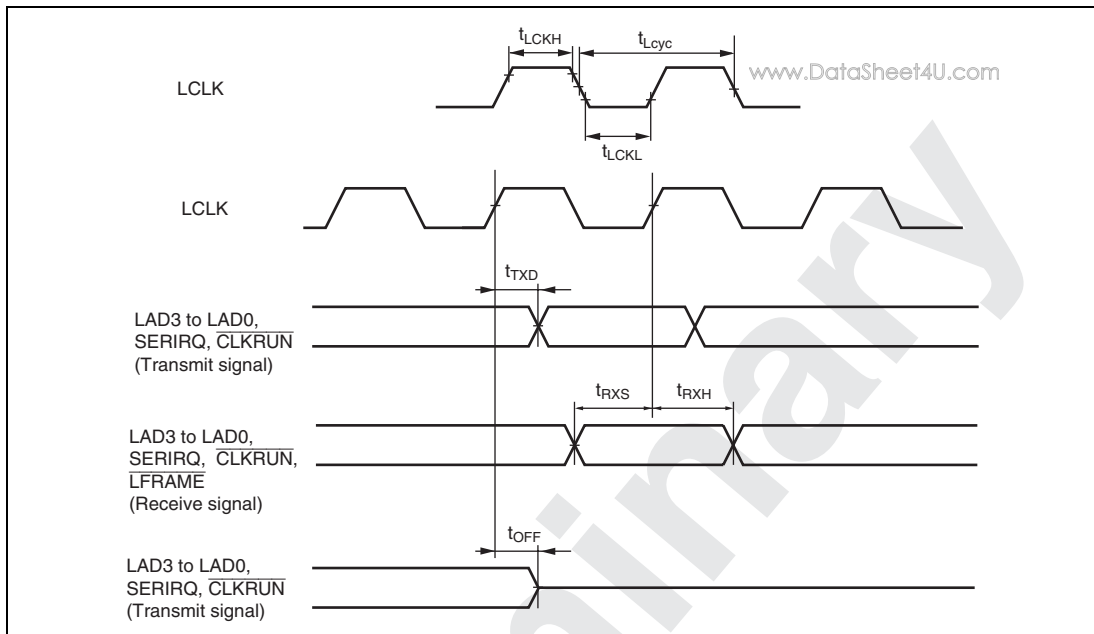 tLCKH
tLcyc
www.DataSheet4U.com
LCLK
tLCKL
LCLK
tTXD
LAD3 to LAD0,
SERIRQ, CLKRUN
(Transmit signal)
tRXS
tRXH
LAD3 to LAD0,
SERIRQ, CLKRUN,
LFRAME
(Receive signal)
tOFF
LAD3 to LAD0,
SERIRQ, CLKRUN
(Transmit signal)